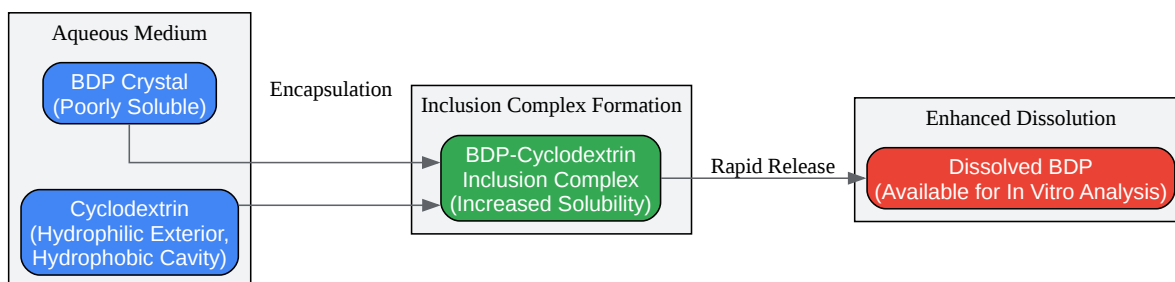 Aqueous Medium
BDP Crystal
(Poorly Soluble)
Cyclodextrin
(Hydrophilic Exterior,
Hydrophobic Cavity)
Encapsulation
Inclusion Complex Formation
BDP-Cyclodextrin
Inclusion Complex
(Increased Solubility)
Rapid Release
Enhanced Dissolution
Dissolved BDP
(Available for In Vitro Analysis)